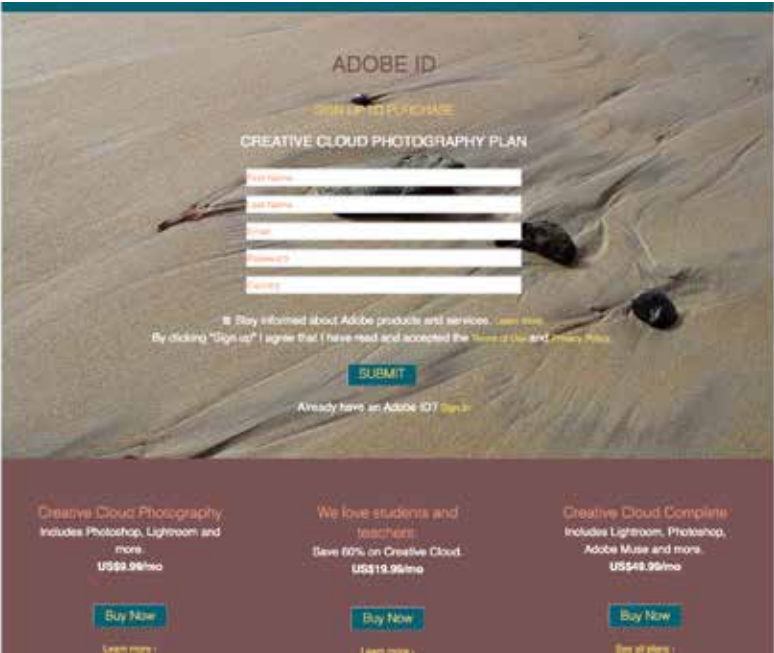 ADOBE ID
SIGN UP TO PURCHASE
CREATIVE CLOUD PHOTOGRAPHY PLAN
First Name
Last Name
Email
Password
Country
Stay informed about Adobe products and services. Learn more
By clicking "Sign up" I agree that I have read and accepted the Terms of Use and Privacy Policy
SUBMIT
Already have an Adobe ID? Sign In
Creative Cloud Photography
Includes Photoshop, Lightroom and
more.
US$9.99/mo
Buy Now
Learn more ›
We love students and
teachers.
Save 60% on Creative Cloud.
US$19.99/mo
Buy Now
Learn more ›
Creative Cloud Complete
Includes Lightroom, Photoshop,
Adobe Muse and more.
US$49.99/mo
Buy Now
See all plans ›